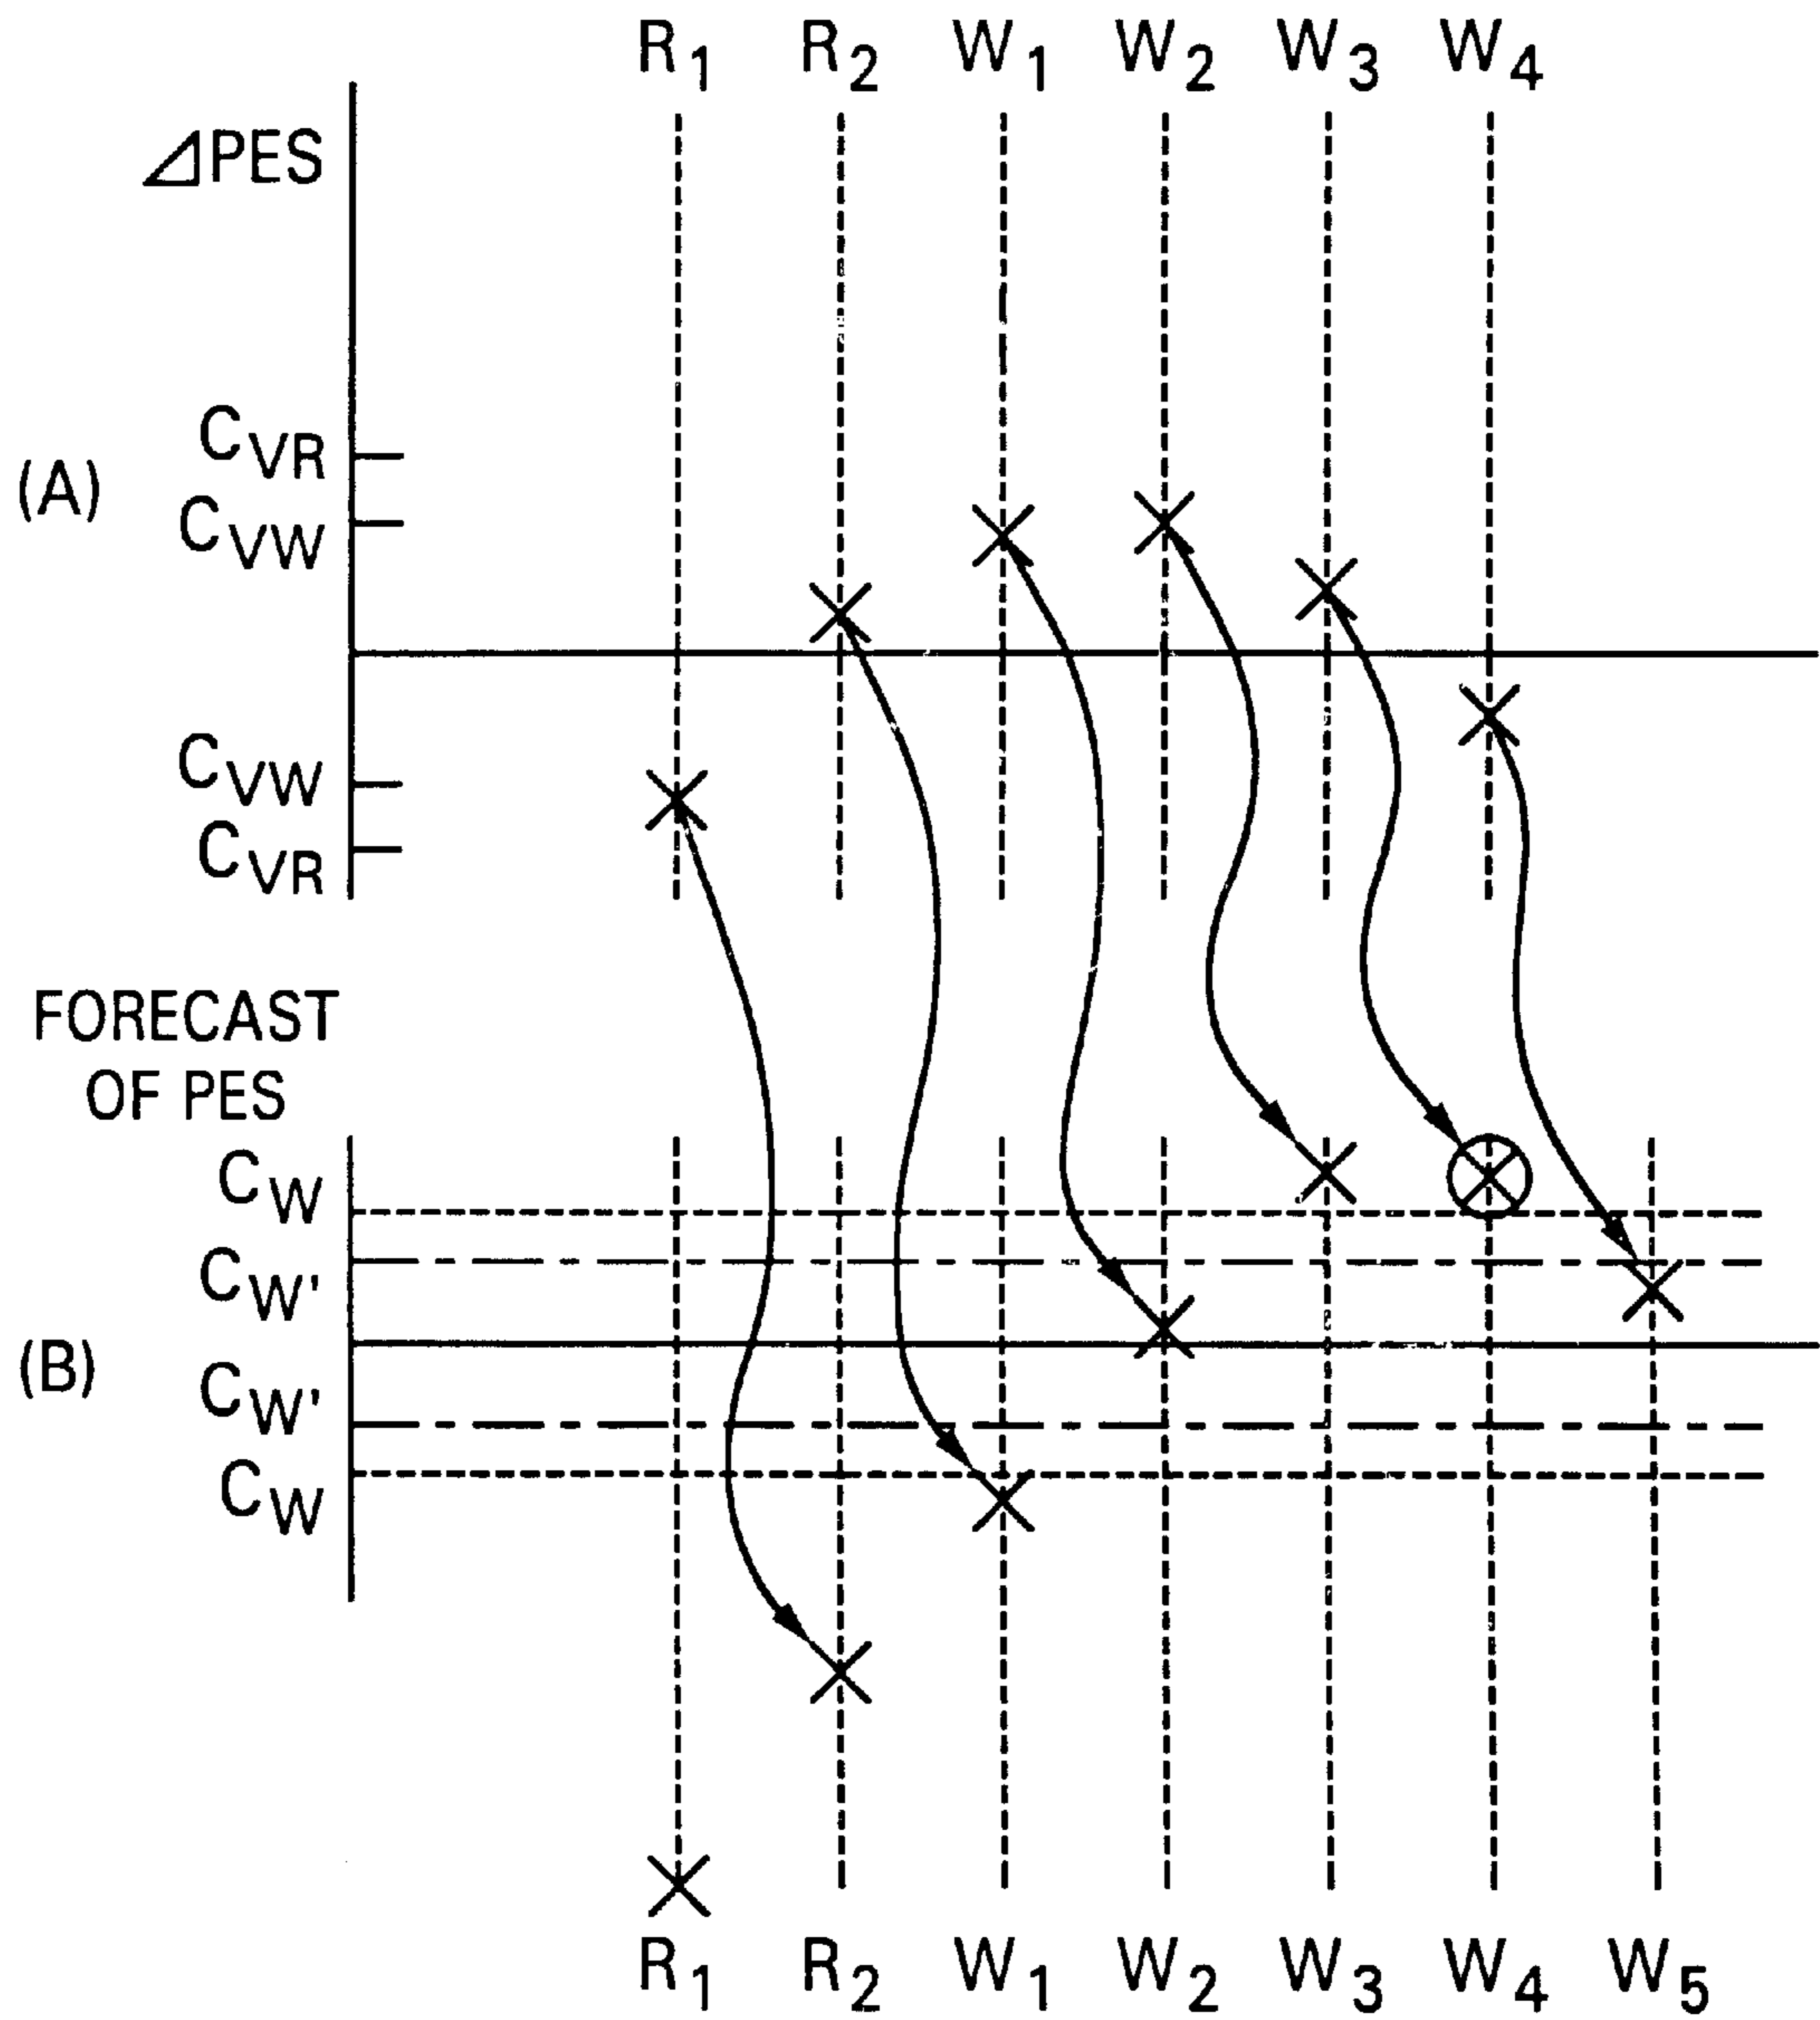 R1 R2 W1 W2 W3 W4
⊿PES
CVR
(A)
CVW
CVW
CVR
FORECAST
OF PES
CW
CW'
(B)
CW'
CW
R1 R2 W1 W2 W3 W4 W5